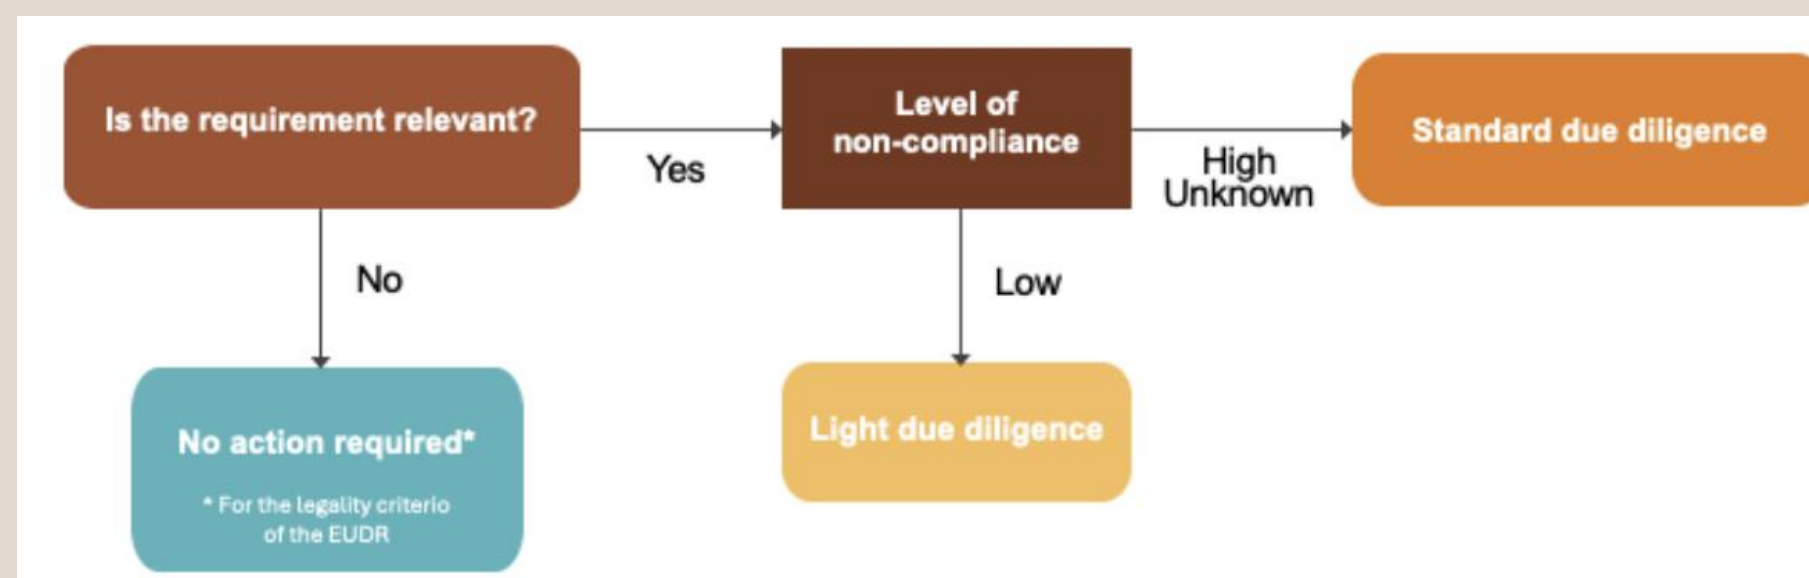 Is the requirement relevant?
Yes
Level of
non-compliance
High
Unknown
Standard due diligence
No
Low
No action required*
* For the legality criterio
of the EUDR
Light due diligence